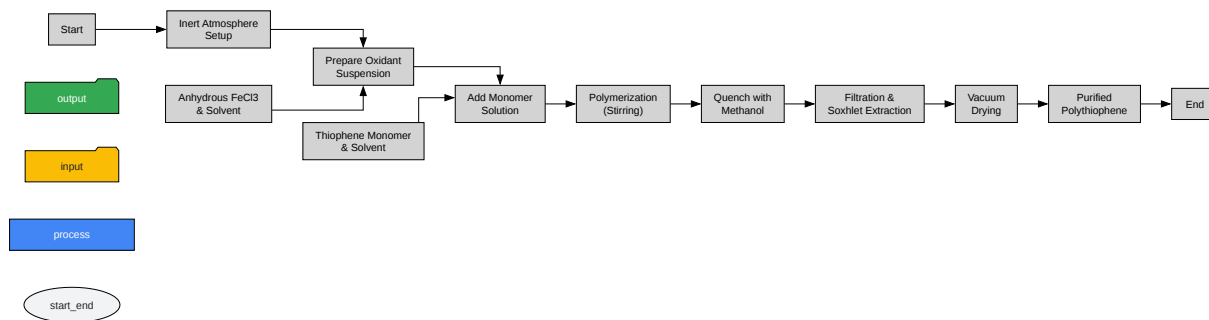 Start
Inert Atmosphere
Setup
Prepare Oxidant
Suspension
Anhydrous FeCl3
& Solvent
Thiophene Monomer
& Solvent
Add Monomer
Solution
Polymerization
(Stirring)
Quench with
Methanol
Filtration &
Soxhlet Extraction
Vacuum
Drying
Purified
Polythiophene
End
output
input
process
start_end